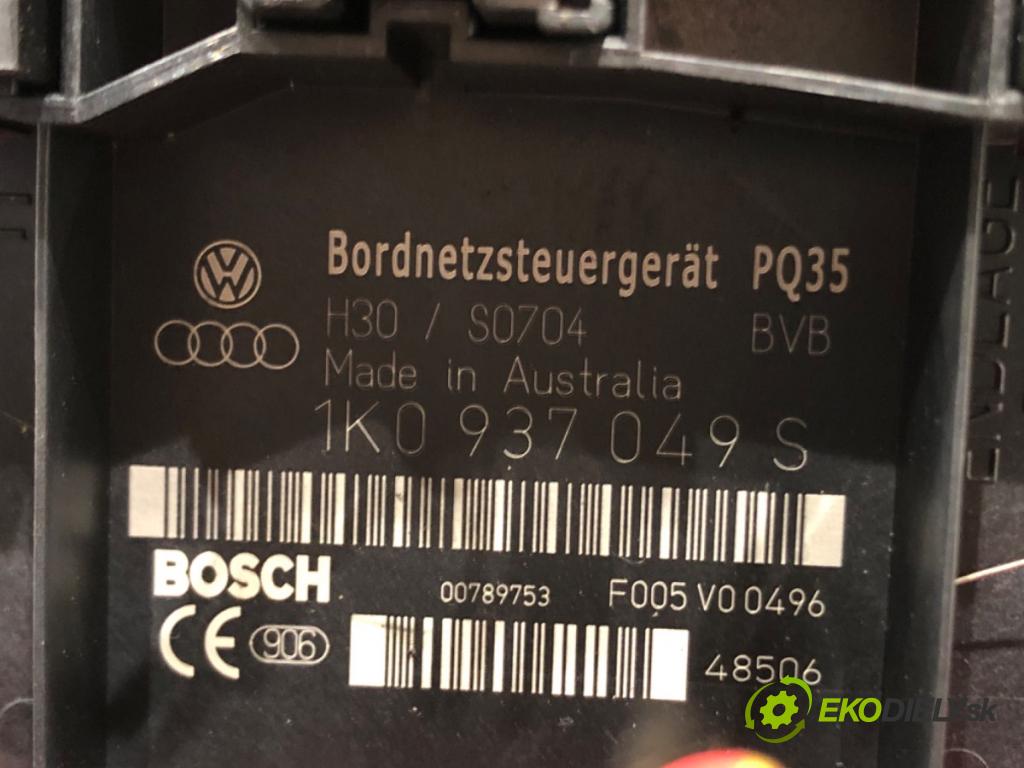 Bordnetzsteuergerät PQ35
H30 / S0704 BVB
Made in Australia
1K0 937 049 S
BOSCH
00789753 F005 V0 0496
CE 906
48506
EKODIELY.sk